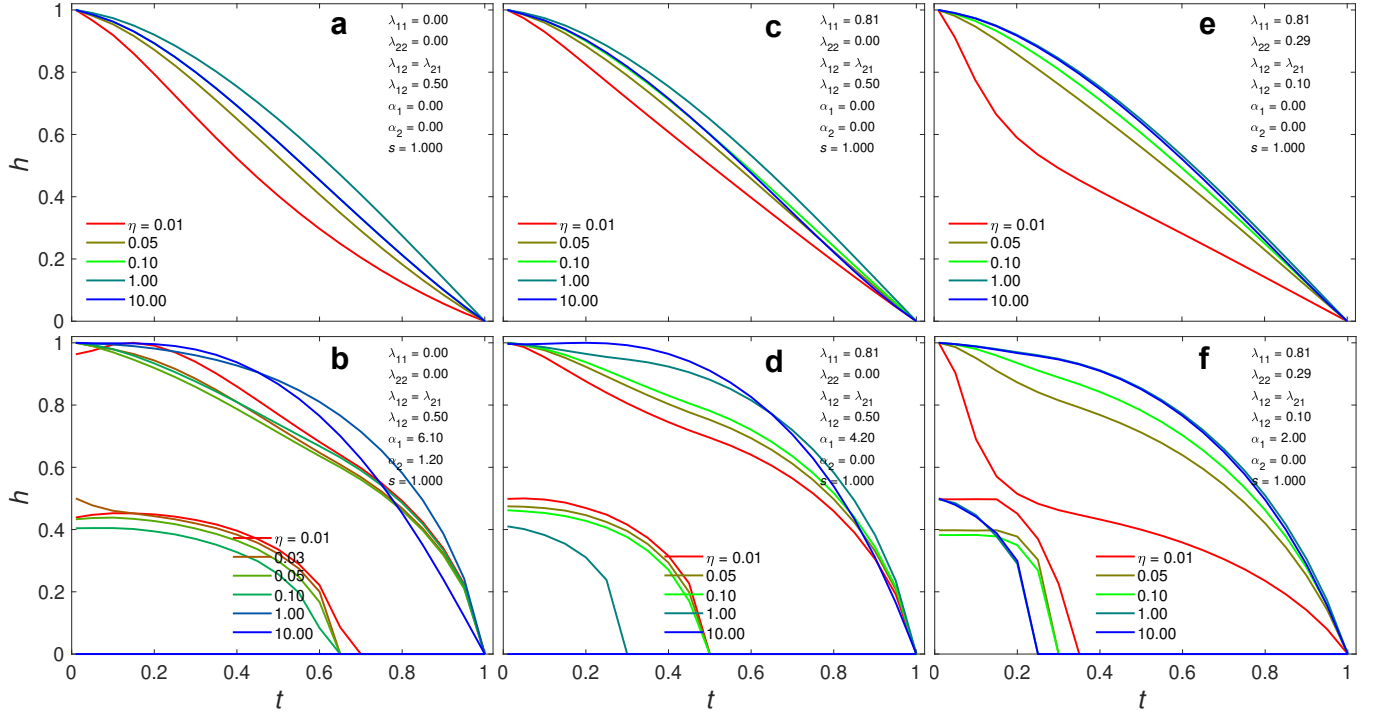 a
λ11 = 0.00
λ22 = 0.00
λ12 = λ21
λ12 = 0.50
α1 = 0.00
α2 = 0.00
s = 1.000
h
1
0.8
0.6
0.4
0.2
0
η = 0.01
0.05
0.10
1.00
10.00
c
λ11 = 0.81
λ22 = 0.00
λ12 = λ21
λ12 = 0.50
α1 = 0.00
α2 = 0.00
s = 1.000
η = 0.01
0.05
0.10
1.00
10.00
e
λ11 = 0.81
λ22 = 0.29
λ12 = λ21
λ12 = 0.10
α1 = 0.00
α2 = 0.00
s = 1.000
h
η = 0.01
0.05
0.10
1.00
10.00
b
λ11 = 0.00
λ22 = 0.00
λ12 = λ21
λ12 = 0.50
α1 = 6.10
α2 = 1.20
s = 1.000
h
1
0.8
0.6
0.4
0.2
0
η = 0.01
0.03
0.05
0.10
1.00
10.00
0 0.2 0.4 0.6 0.8 1
t
d
λ11 = 0.81
λ22 = 0.00
λ12 = λ21
λ12 = 0.50
α1 = 4.20
α2 = 0.00
s = 1.000
η = 0.01
0.05
0.10
1.00
10.00
0 0.2 0.4 0.6 0.8 1
t
f
λ11 = 0.81
λ22 = 0.29
λ12 = λ21
λ12 = 0.10
α1 = 2.00
α2 = 0.00
s = 1.000
h
η = 0.01
0.05
0.10
1.00
10.00
0 0.2 0.4 0.6 0.8 1
t